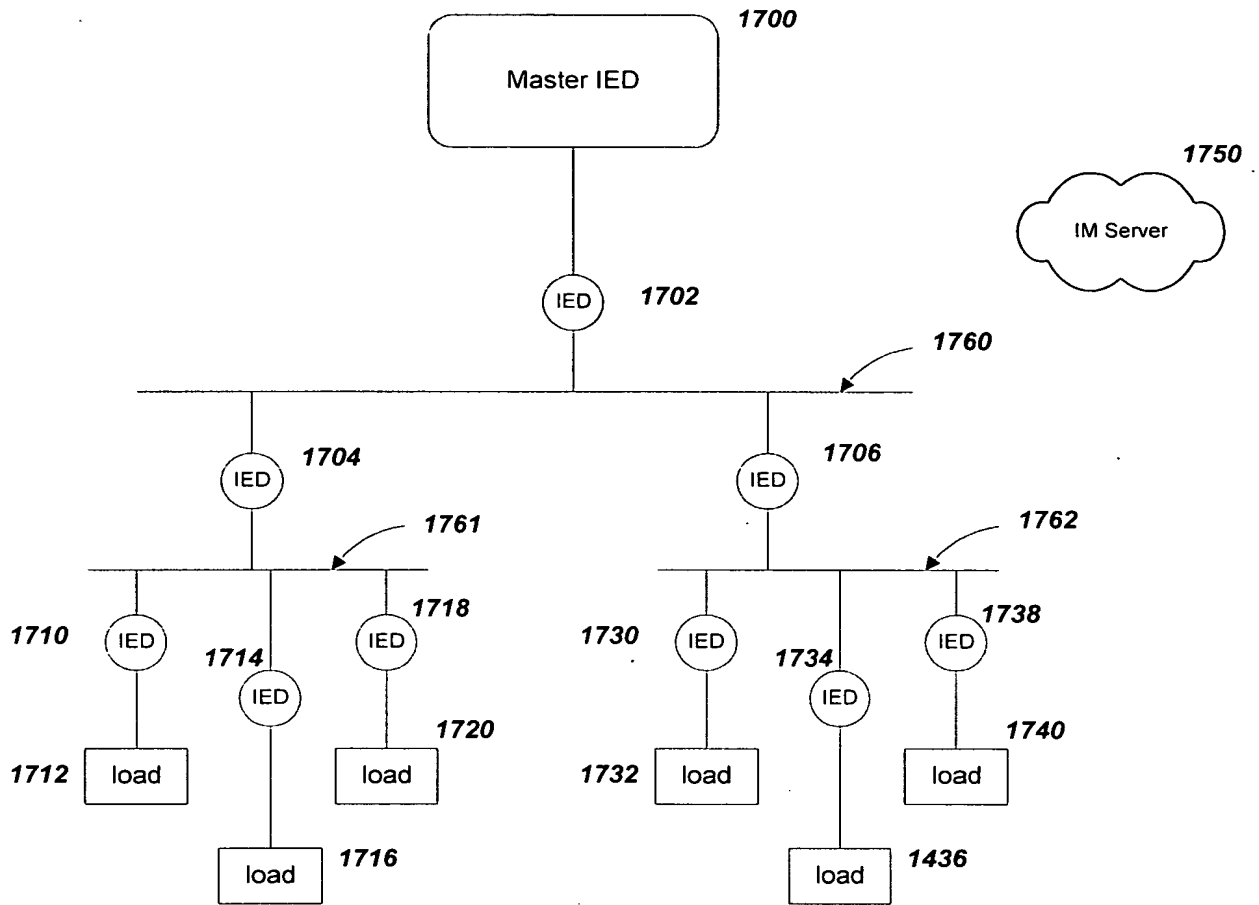 1700
Master IED
1750
IM Server
IED
1702
1760
1704
IED
1706
IED
1761
1762
1710
IED
1714
IED
1718
IED
1730
IED
1734
IED
1738
IED
1712
load
1720
load
1732
load
1740
load
1716
load
1436
load